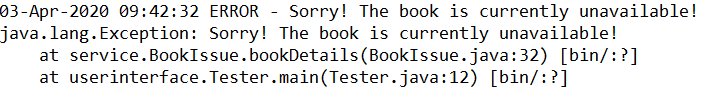 03-Apr-2020 09:42:32 ERROR - Sorry! The book is currently unavailable!
java.lang.Exception: Sorry! The book is currently unavailable!
    at service.BookIssue.bookDetails(BookIssue.java:32) [bin/:?]
    at userinterface.Tester.main(Tester.java:12) [bin/:?]